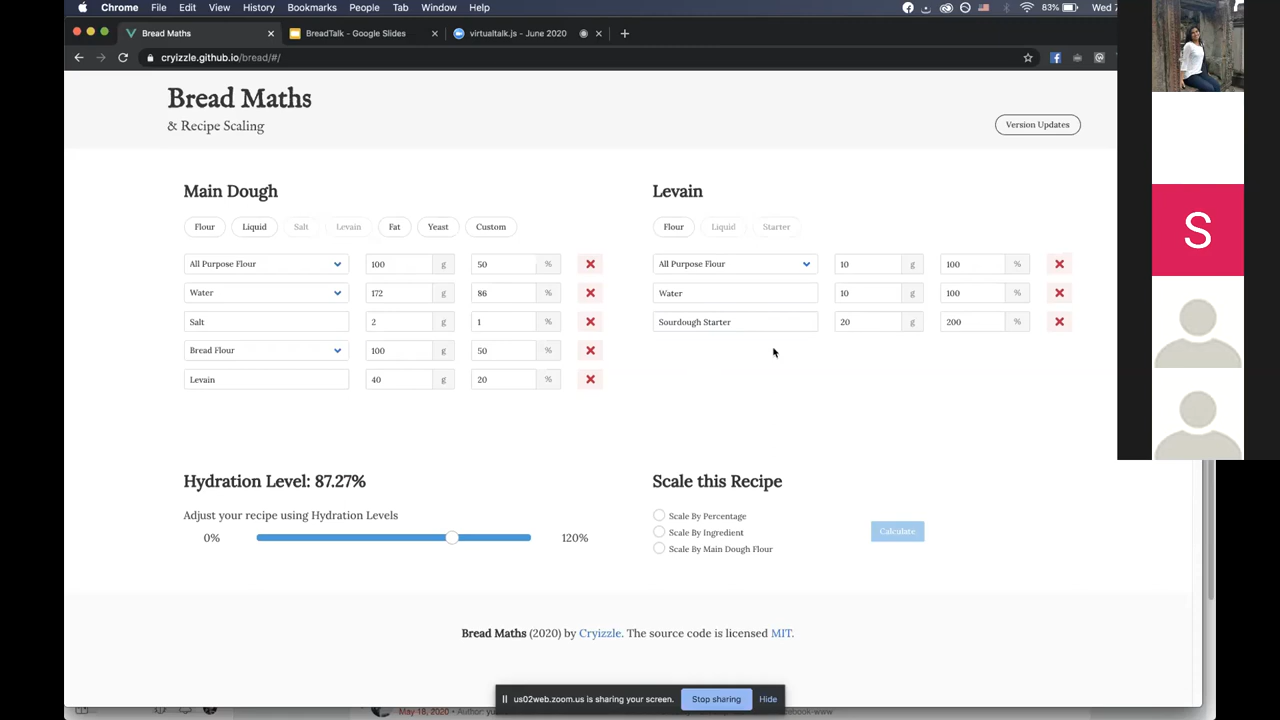 Chrome File Edit View History Bookmarks People Tab Window Help 83% Wed
Bread Maths BreadTalk - Google Slides virtualtalk.js - June 2020
cryizzle.github.io/bread/#/
Bread Maths
& Recipe Scaling
Version Updates
Main Dough
Flour Liquid Salt Levain Fat Yeast Custom
All Purpose Flour 100 g 50 %
Water 172 g 86 %
Salt 2 g 1 %
Bread Flour 100 g 50 %
Levain 40 g 20 %
Levain
Flour Liquid Starter
All Purpose Flour 10 g 100 %
Water 10 g 100 %
Sourdough Starter 20 g 200 %
Hydration Level: 87.27%
Adjust your recipe using Hydration Levels
0% 120%
Scale this Recipe
Scale By Percentage
Scale By Ingredient
Scale By Main Dough Flour
Calculate
Bread Maths (2020) by Cryizzle. The source code is licensed MIT.
us02web.zoom.us is sharing your screen. Stop sharing Hide
May 18, 2020 • Author:
S